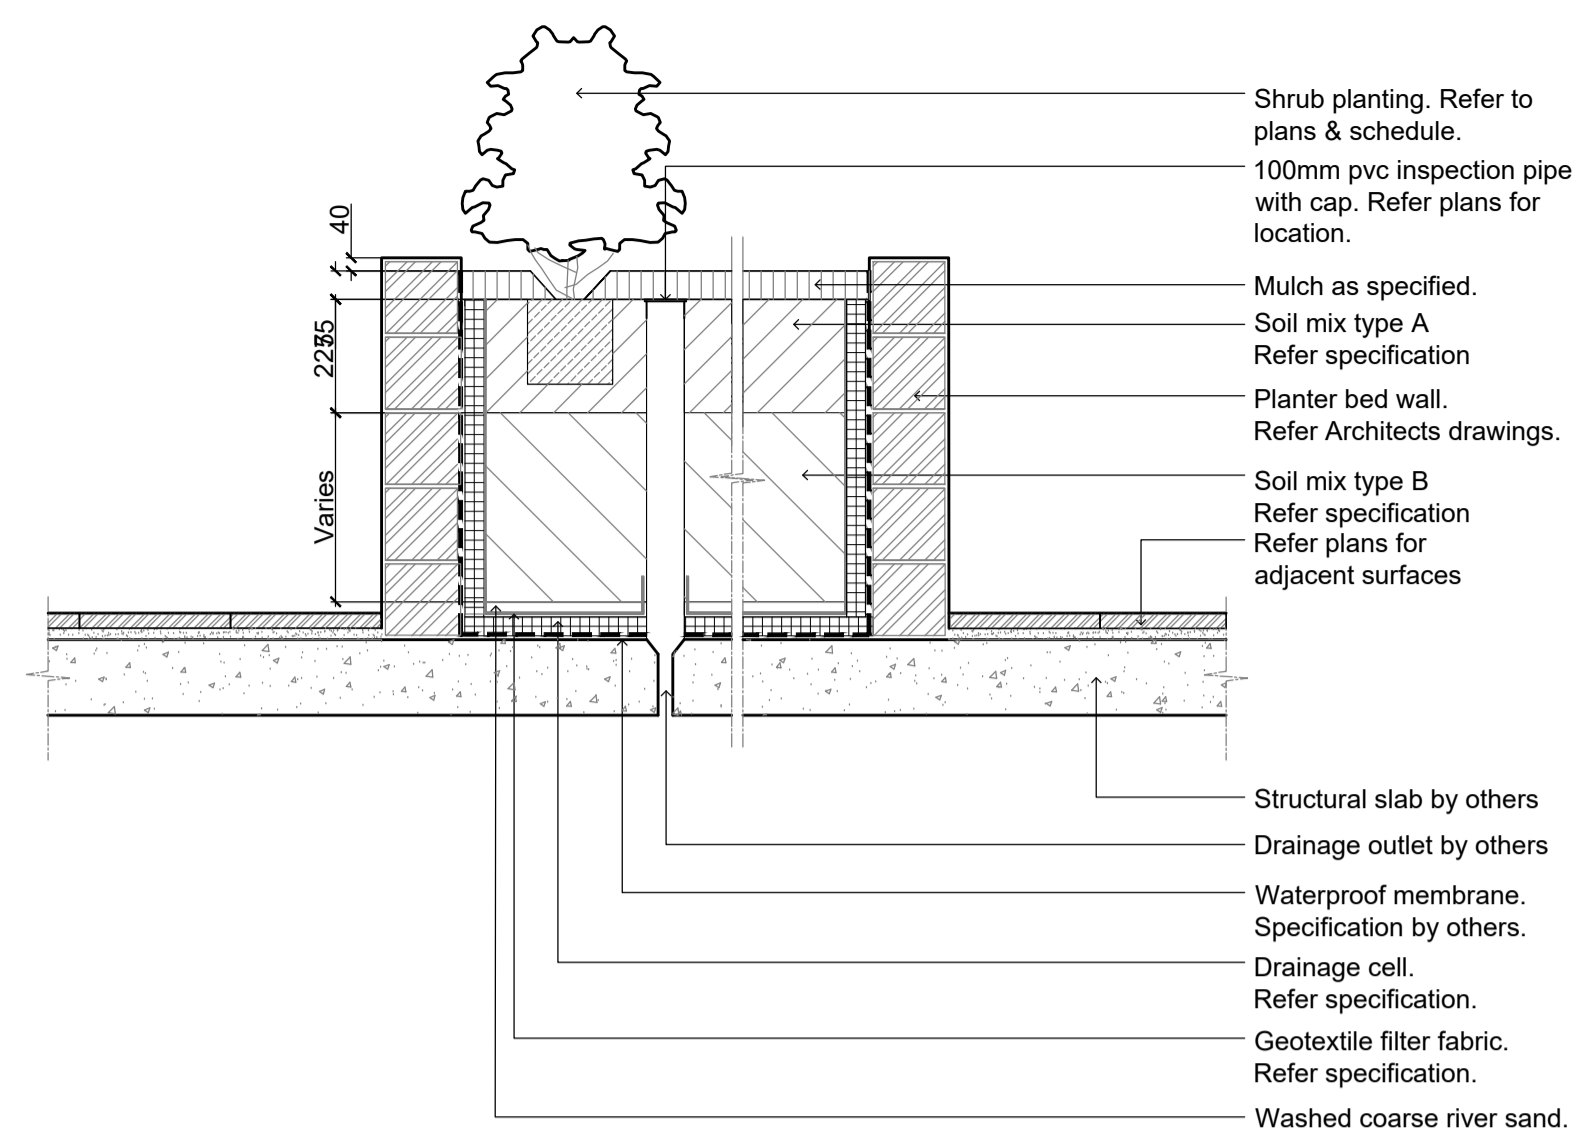 Shrub planting. Refer to
plans & schedule.
100mm pvc inspection pipe
with cap. Refer plans for
location.
40
Mulch as specified.
Soil mix type A
Refer specification
Planter bed wall.
Refer Architects drawings.
Soil mix type B
Refer specification
Varies
Refer plans for
adjacent surfaces
Structural slab by others
Drainage outlet by others
Waterproof membrane.
Specification by others.
Drainage cell.
Refer specification.
Geotextile filter fabric.
Refer specification.
Washed coarse river sand.